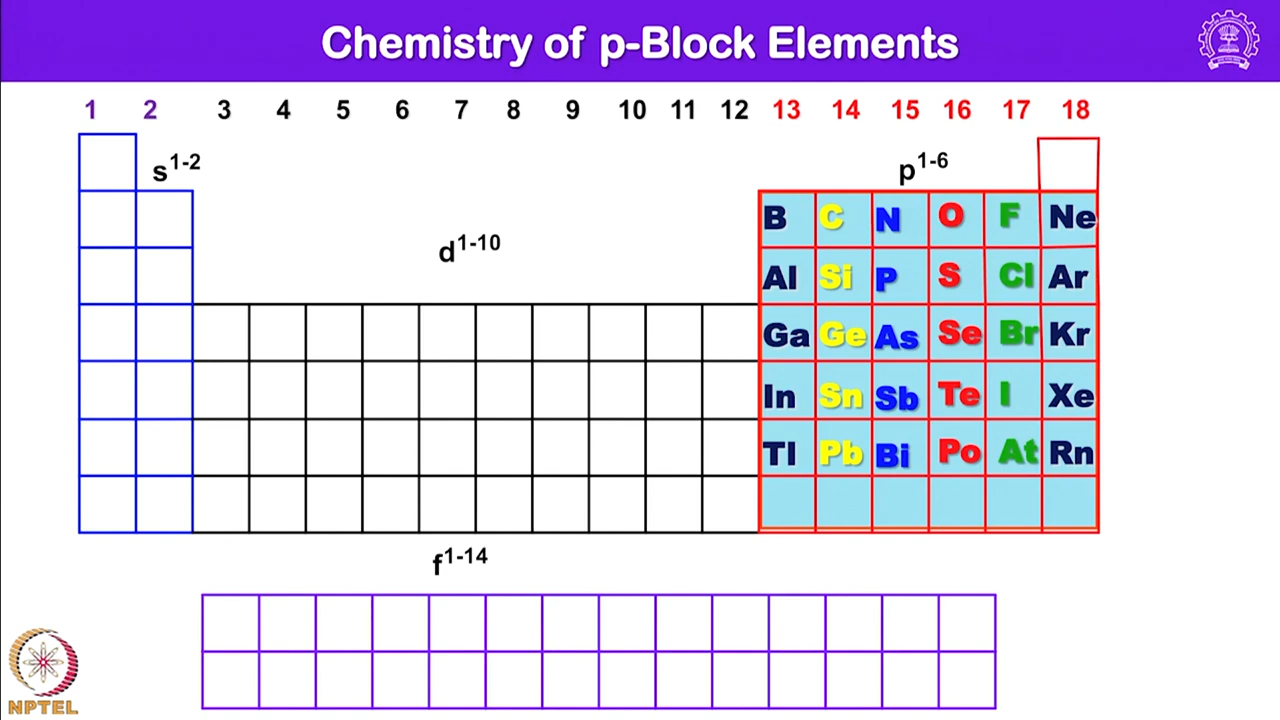 Chemistry of p-Block Elements
1 2 3 4 5 6 7 8 9 10 11 12 13 14 15 16 17 18
s1-2
p1-6
B C N O F Ne
d1-10
Al Si P S Cl Ar
Ga Ge As Se Br Kr
In Sn Sb Te I Xe
Tl Pb Bi Po At Rn
f1-14
NPTEL